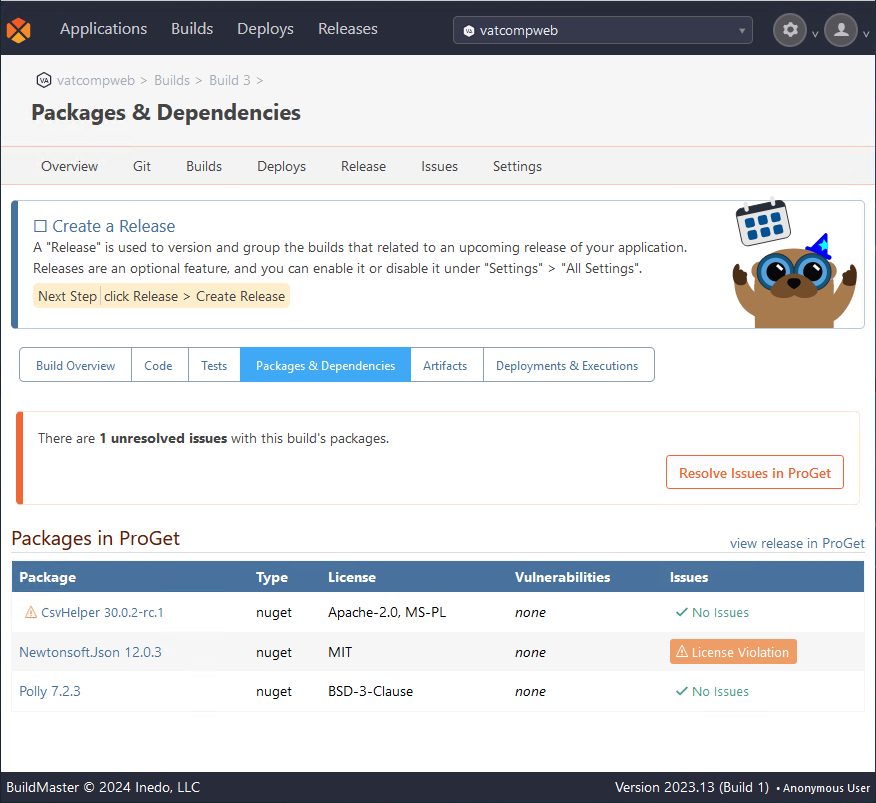 Applications Builds Deploys Releases vatcompweb
VA vatcompweb > Builds > Build 3 >
Packages & Dependencies
Overview Git Builds Deploys Release Issues Settings
Create a Release
A "Release" is used to version and group the builds that related to an upcoming release of your application.
Releases are an optional feature, and you can enable it or disable it under "Settings" > "All Settings".
Next Step click Release > Create Release
Build Overview Code Tests Packages & Dependencies Artifacts Deployments & Executions
There are 1 unresolved issues with this build's packages.
Resolve Issues in ProGet
Packages in ProGet
view release in ProGet
Package Type License Vulnerabilities Issues
CsvHelper 30.0.2-rc.1 nuget Apache-2.0, MS-PL none No Issues
Newtonsoft.Json 12.0.3 nuget MIT none License Violation
Polly 7.2.3 nuget BSD-3-Clause none No Issues
BuildMaster © 2024 Inedo, LLC Version 2023.13 (Build 1) • Anonymous User